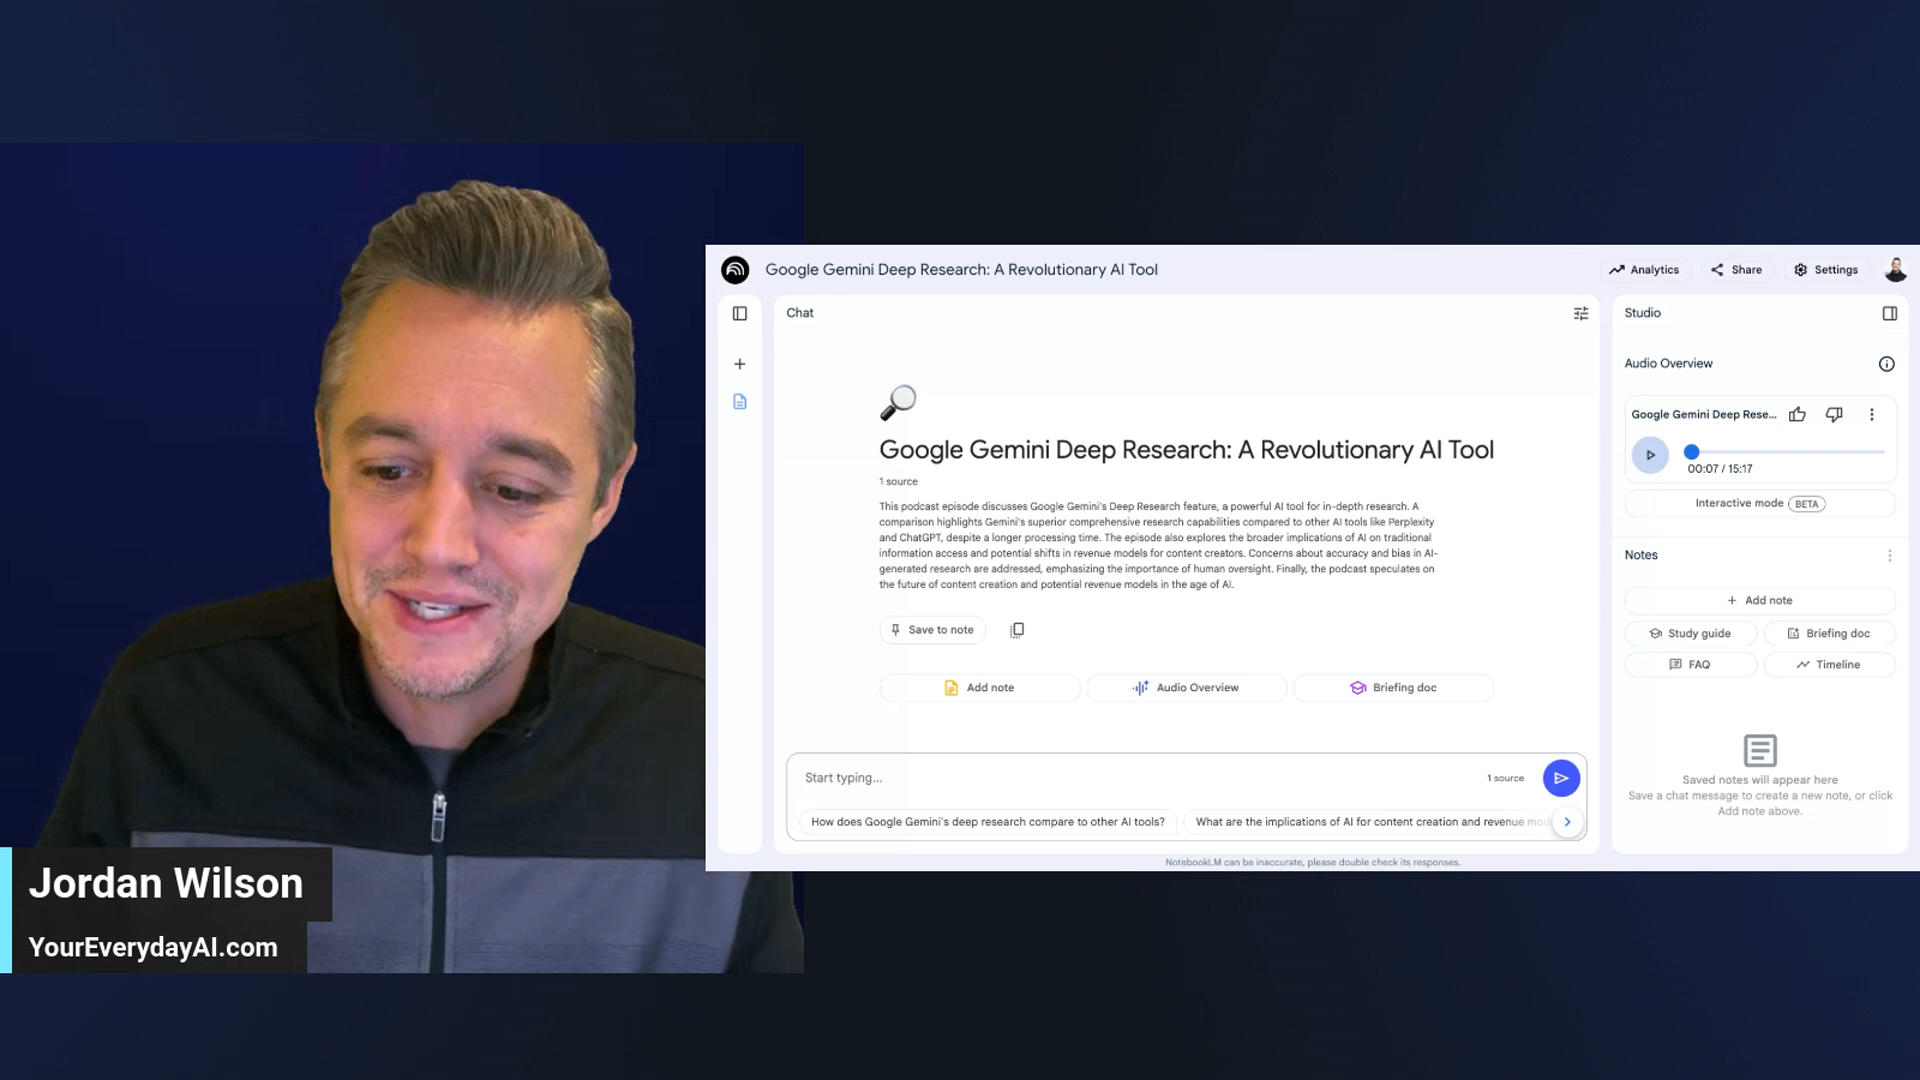 Google Gemini Deep Research: A Revolutionary AI Tool
Analytics
Share
Settings
Chat
Google Gemini Deep Research: A Revolutionary AI Tool
1 source
This podcast episode discusses Google Gemini's Deep Research feature, a powerful AI tool for in-depth research. A
comparison highlights Gemini's superior comprehensive research capabilities compared to other AI tools like Perplexity
and ChatGPT, despite a longer processing time. The episode also explores the broader implications of AI on traditional
information access and potential shifts in revenue models for content creators. Concerns about accuracy and bias in AI-
generated research are addressed, emphasizing the importance of human oversight. Finally, the podcast speculates on
the future of content creation and potential revenue models in the age of AI.
Save to note
Add note
Audio Overview
Briefing doc
Start typing...
1 source
How does Google Gemini's deep research compare to other AI tools?
What are the implications of AI for content creation and revenue mod
NotebookLM can be inaccurate, please double check its responses.
Studio
Audio Overview
Google Gemini Deep Rese...
00:07 / 15:17
Interactive mode BETA
Notes
Add note
Study guide
Briefing doc
FAQ
Timeline
Saved notes will appear here
Save a chat message to create a new note, or click
Add note above.
Jordan Wilson
YourEverydayAI.com